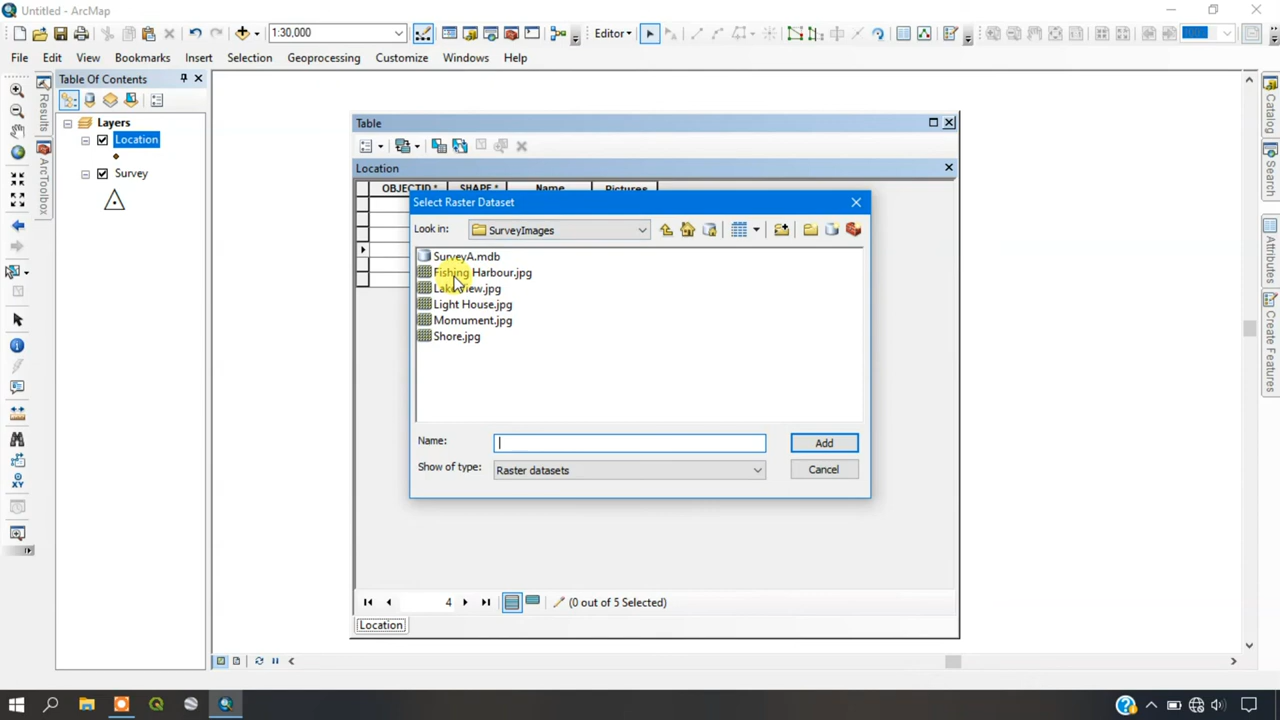 Untitled - ArcMap
1:30,000
Editor
File Edit View Bookmarks Insert Selection Geoprocessing Customize Windows Help
Table Of Contents
Layers
Location
Survey
Results
ArcToolbox
Table
Location
OBJECTID * SHAPE * Name Pictures
Select Raster Dataset
Look in: SurveyImages
SurveyA.mdb
Fishing Harbour.jpg
Light House.jpg
Momument.jpg
Shore.jpg
Name:
Add
Show of type: Raster datasets
Cancel
4 (0 out of 5 Selected)
Location
Catalog
Search
Attributes
Create Features